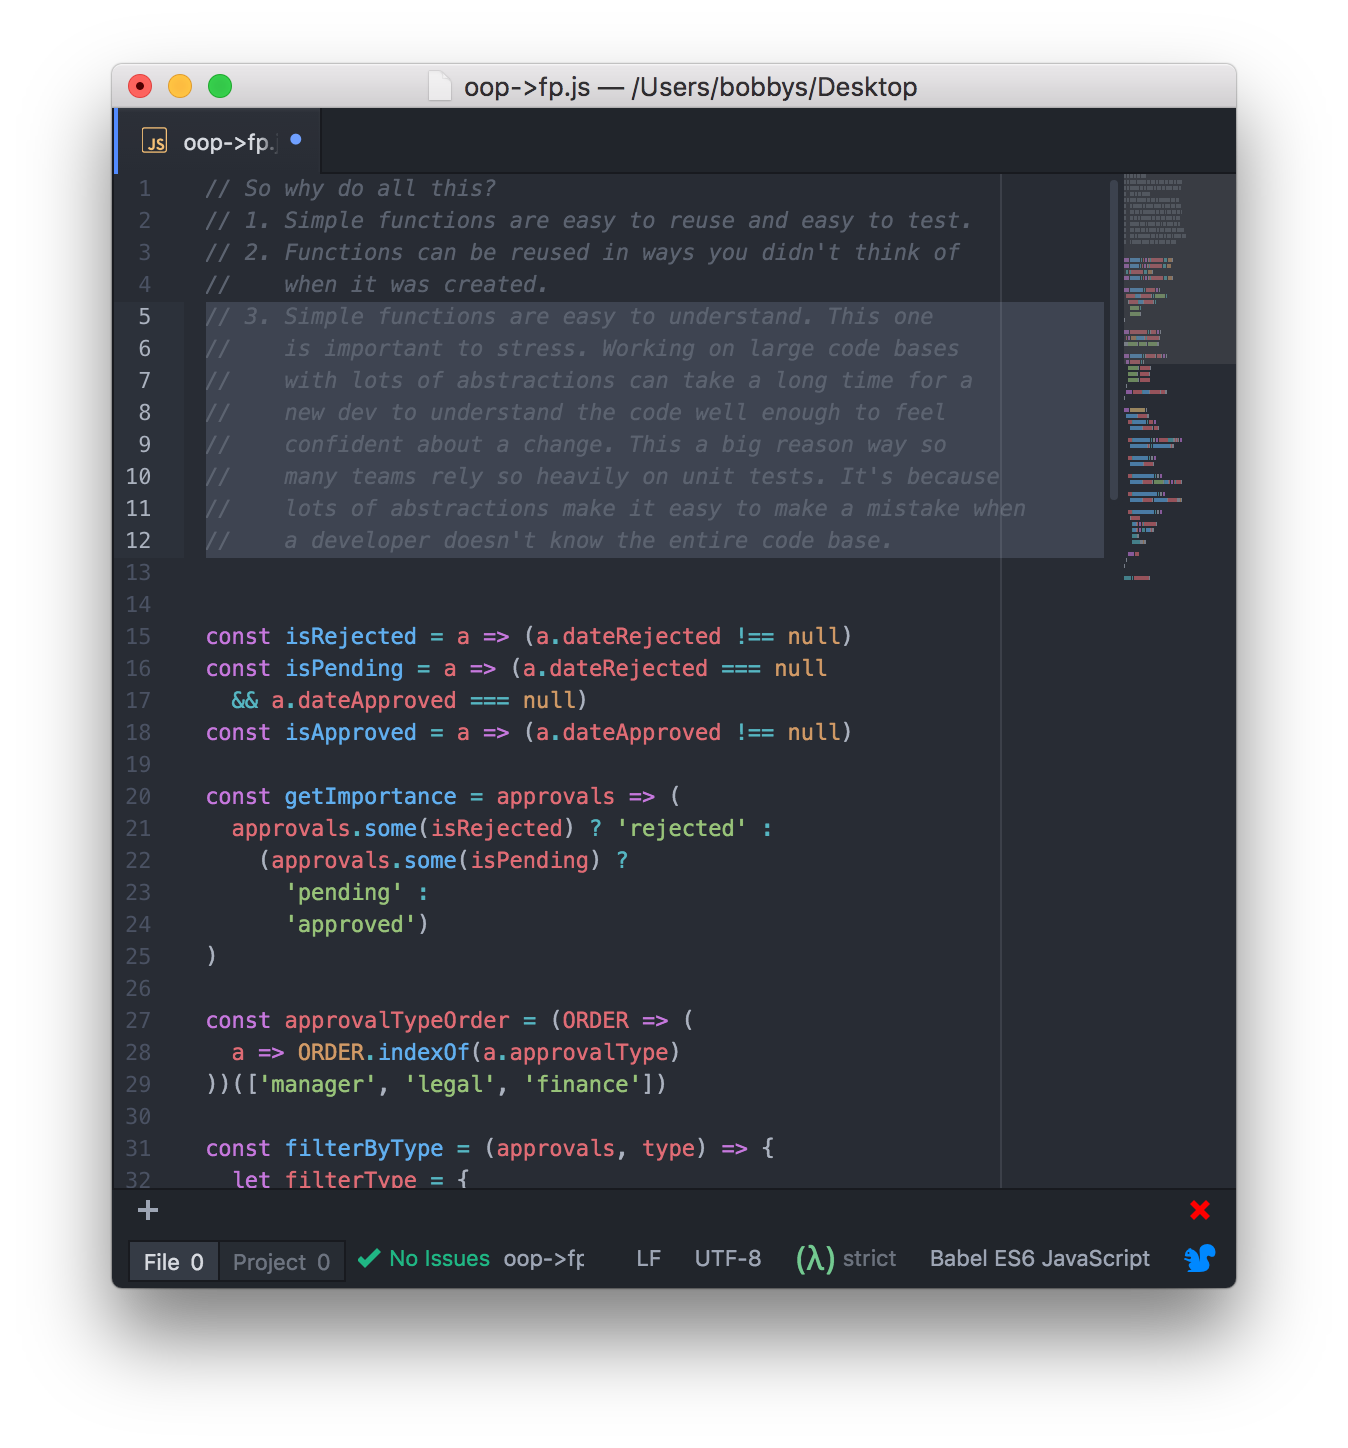 oop->fp.js — /Users/bobbys/Desktop
JS oop->fp.j
1 // So why do all this?
2 // 1. Simple functions are easy to reuse and easy to test.
3 // 2. Functions can be reused in ways you didn't think of
4 //    when it was created.
5 // 3. Simple functions are easy to understand. This one
6 //    is important to stress. Working on large code bases
7 //    with lots of abstractions can take a long time for a
8 //    new dev to understand the code well enough to feel
9 //    confident about a change. This a big reason way so
10 //    many teams rely so heavily on unit tests. It's because
11 //    lots of abstrctions make it easy to make a mistake when
12 //    a developer doesn't know the entire code base.
13
14
15 const isRejected = a => (a.dateRejected !== null)
16 const isPending = a => (a.dateRejected === null
17   && a.dateApproved === null)
18 const isApproved = a => (a.dateApproved !== null)
19
20 const getImportance = approvals => (
21   approvals.some(isRejected) ? 'rejected' :
22     (approvals.some(isPending) ?
23       'pending' :
24       'approved')
25 )
26
27 const approvalTypeOrder = (ORDER => (
28   a => ORDER.indexOf(a.approvalType)
29 ))(['manager', 'legal', 'finance'])
30
31 const filterByType = (approvals, type) => {
32   let filterType = {
File 0 Project 0 No Issues oop->fp LF UTF-8 (λ) strict Babel ES6 JavaScript